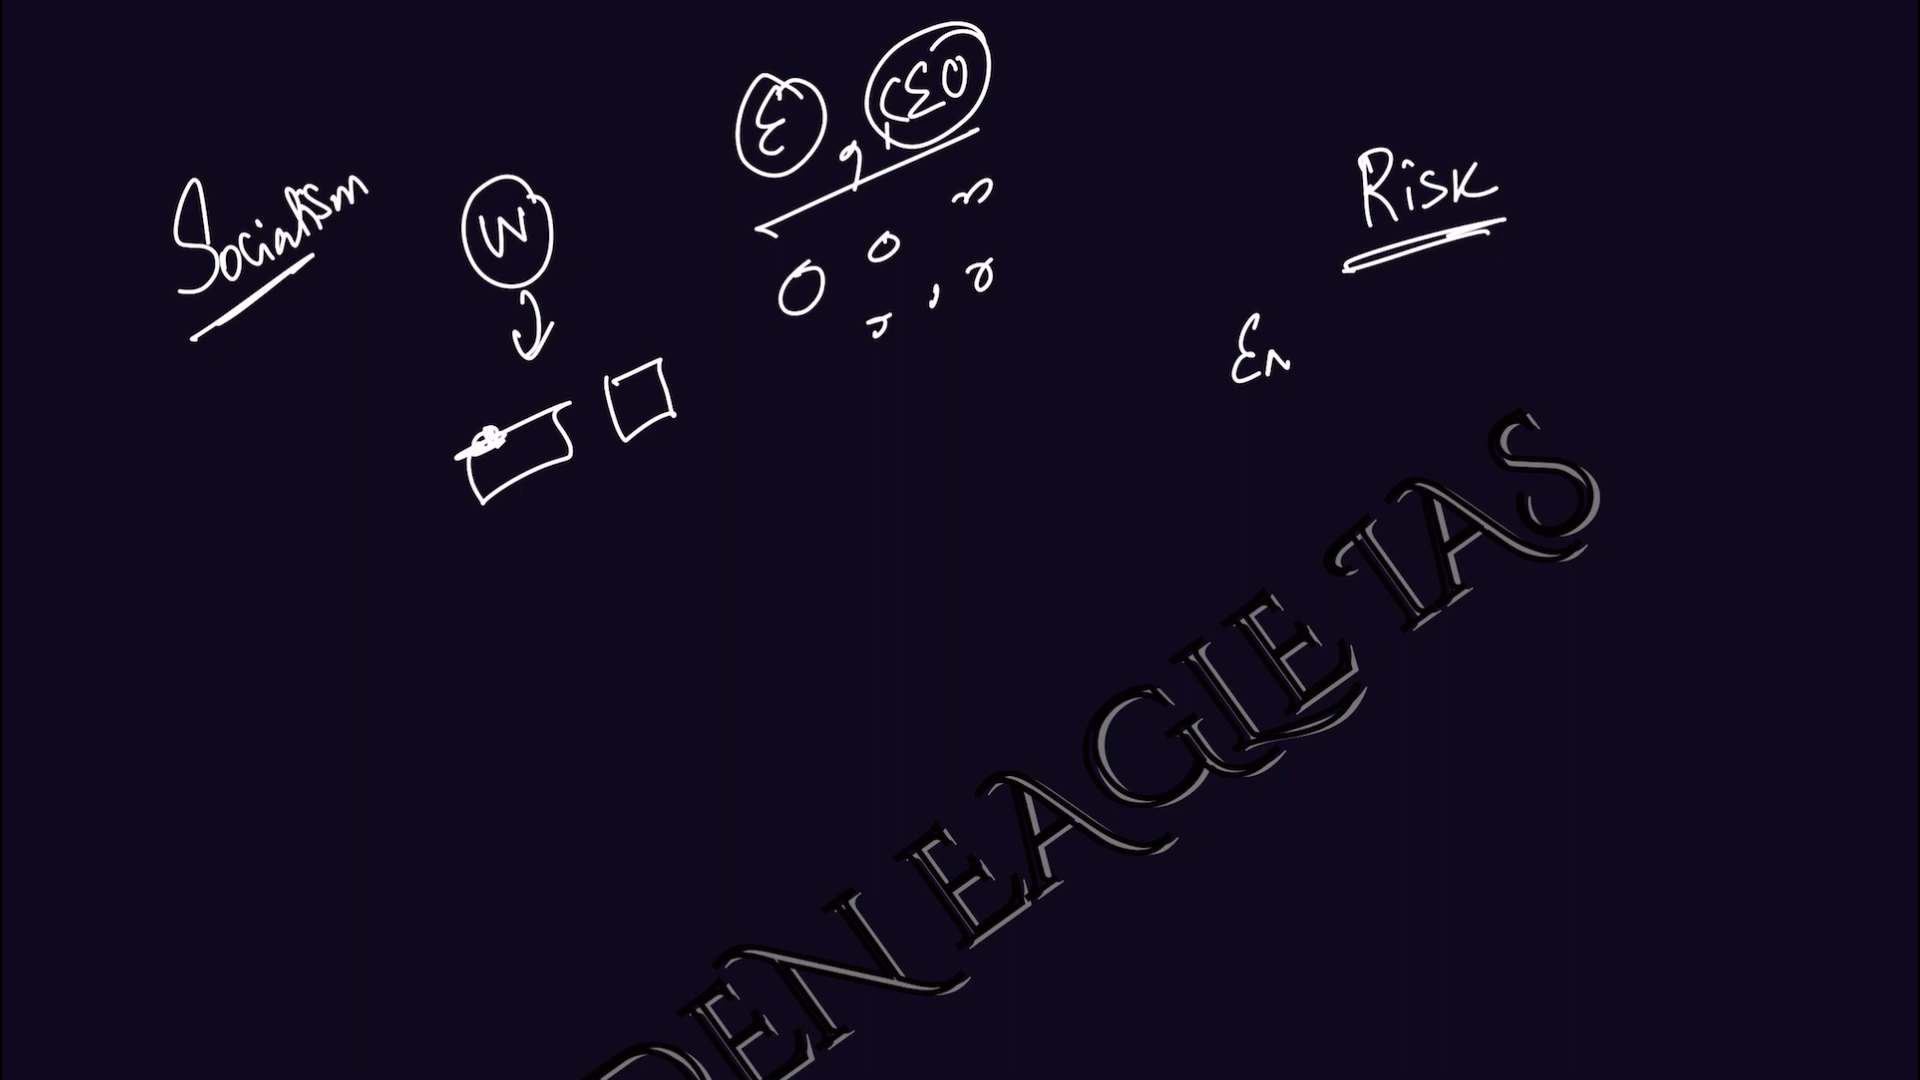 Socialism
W
E, CEO
Risk
En
DEN EAGLE IAS